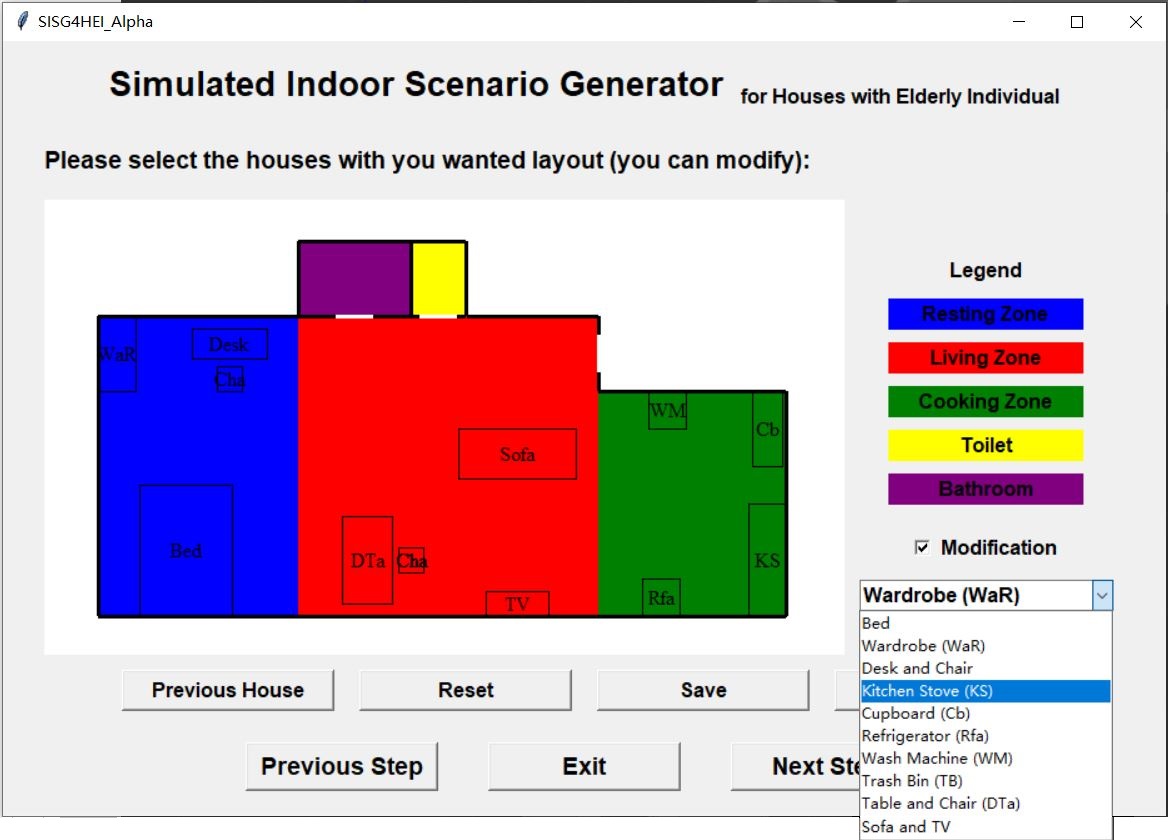 SISG4HEI_Alpha
Simulated Indoor Scenario Generator for Houses with Elderly Individual
Please select the houses with you wanted layout (you can modify):
WaR
Desk
Cha
Bed
Sofa
DTa
Cha
TV
WM
Cb
KS
Rfa
Legend
Resting Zone
Living Zone
Cooking Zone
Toilet
Bathroom
Modification
Wardrobe (WaR)
Bed
Wardrobe (WaR)
Desk and Chair
Kitchen Stove (KS)
Cupboard (Cb)
Refrigerator (Rfa)
Wash Machine (WM)
Trash Bin (TB)
Table and Chair (DTa)
Sofa and TV
Previous House
Reset
Save
Previous Step
Exit
Next Ste